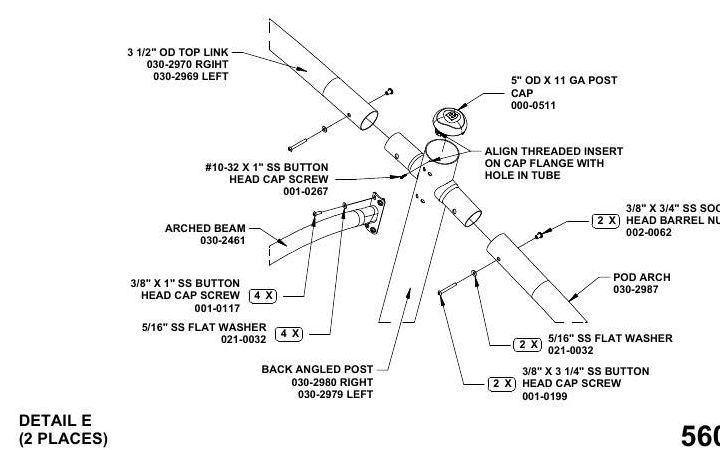 3 1/2" OD TOP LINK
030-2970 RGIHT
030-2969 LEFT
5" OD X 11 GA POST
CAP
000-0511
#10-32 X 1" SS BUTTON
HEAD CAP SCREW
001-0267
ALIGN THREADED INSERT
ON CAP FLANGE WITH
HOLE IN TUBE
ARCHED BEAM
030-2461
2 X
3/8" X 3/4" SS SOC
HEAD BARREL NU
002-0062
3/8" X 1" SS BUTTON
HEAD CAP SCREW
001-0117
4 X
POD ARCH
030-2987
5/16" SS FLAT WASHER
021-0032
4 X
2 X
5/16" SS FLAT WASHER
021-0032
BACK ANGLED POST
030-2980 RIGHT
030-2979 LEFT
2 X
3/8" X 3 1/4" SS BUTTON
HEAD CAP SCREW
001-0199
DETAIL E
(2 PLACES)
560